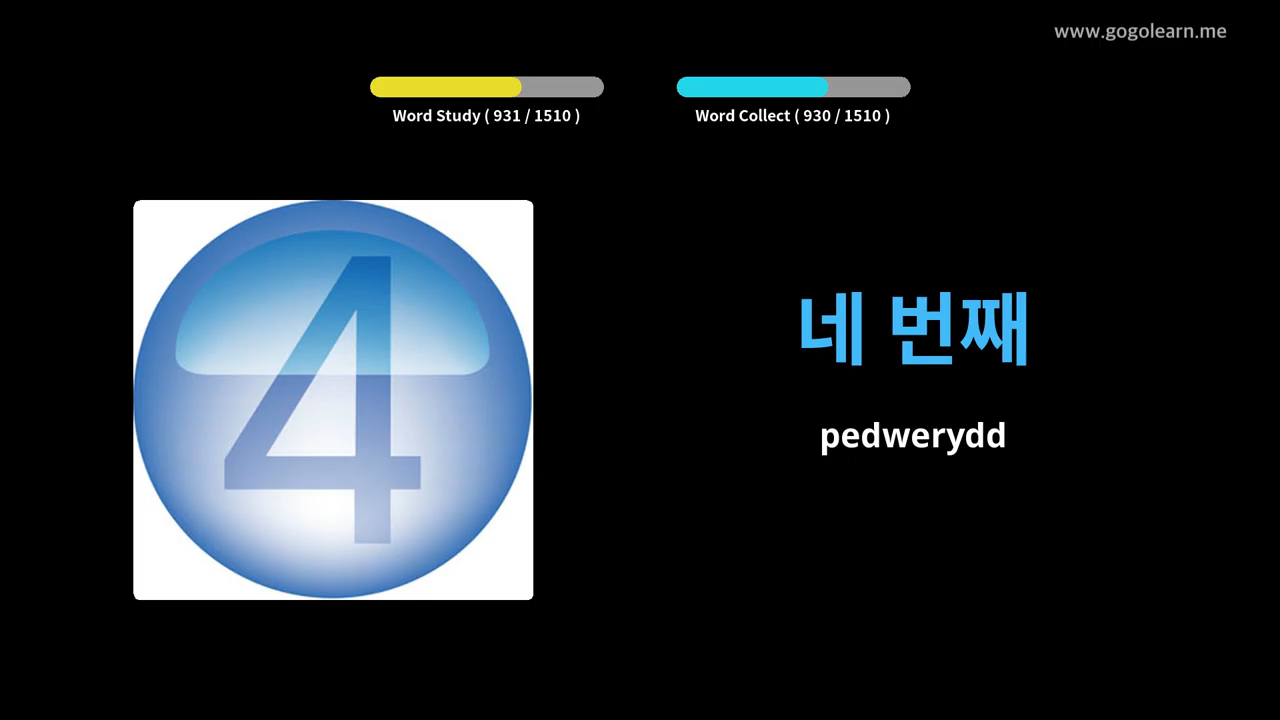 www.gogolearn.me
Word Study ( 931 / 1510 )
Word Collect ( 930 / 1510 )
4
네 번째
pedwerydd